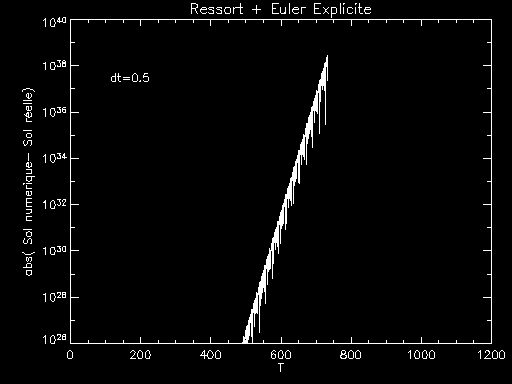 Ressort + Euler Explicite
10^40
dt=0.5
10^38
10^36
10^34
10^32
10^30
10^28
10^26
abs( Sol numerique- Sol réelle)
0 200 400 600 800 1000 1200
T